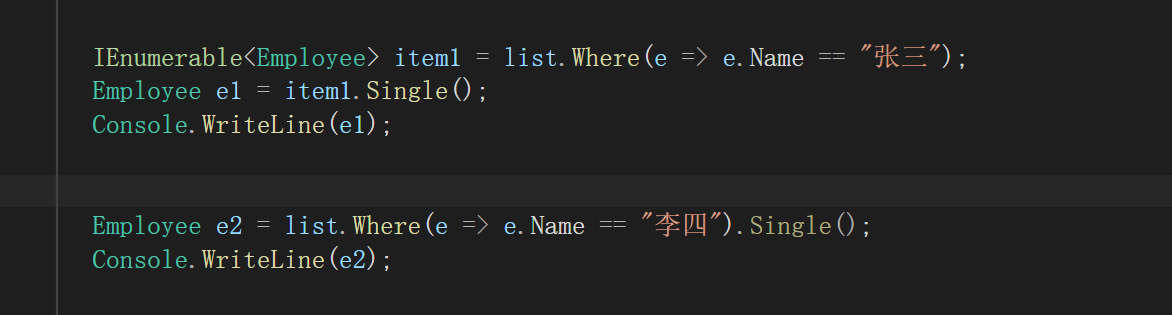 IEnumerable<Employee> item1 = list.Where(e => e.Name == "张三");
Employee e1 = item1.Single();
Console.WriteLine(e1);
Employee e2 = list.Where(e => e.Name == "李四").Single();
Console.WriteLine(e2);